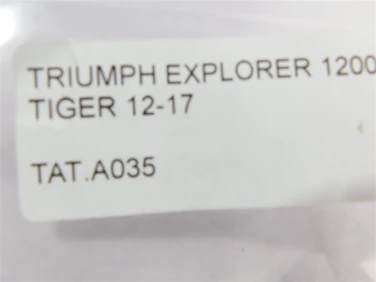 TRIUMPH EXPLORER 1200
TIGER 12-17
TAT.A035